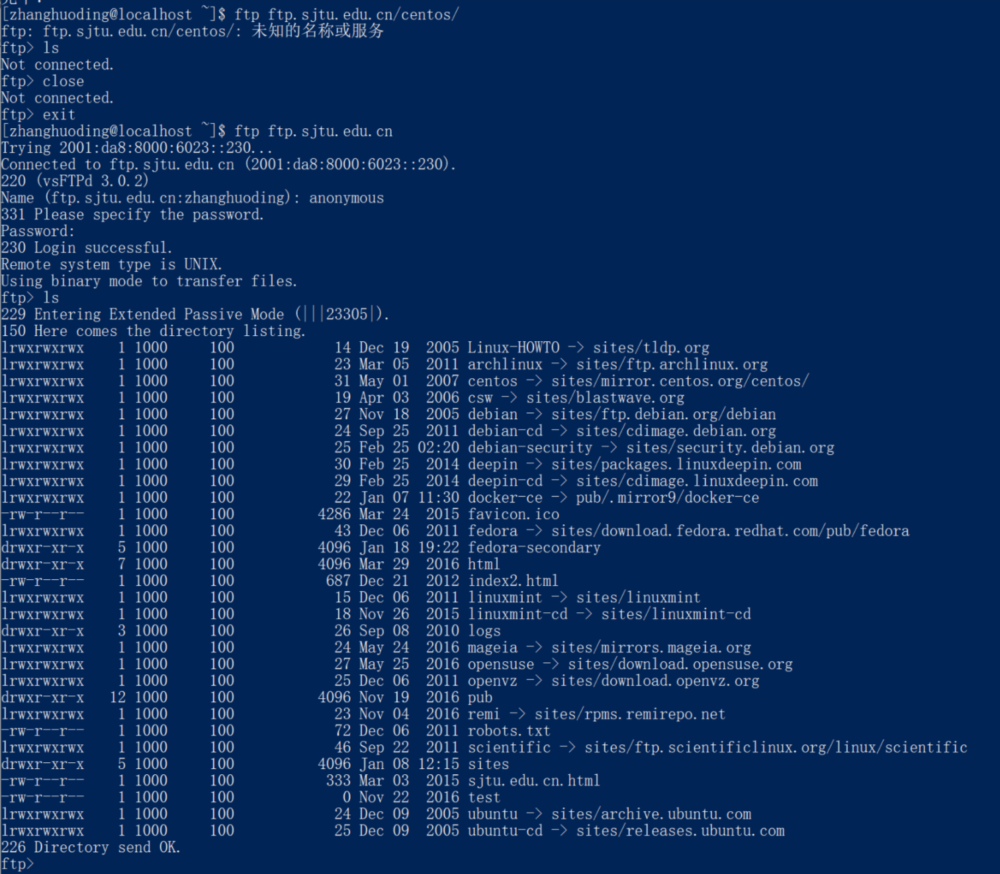 [zhanghuoding@localhost ~]$ ftp ftp.sjtu.edu.cn/centos/
ftp: ftp.sjtu.edu.cn/centos/: 未知的名称或服务
ftp> ls
Not connected.
ftp> close
Not connected.
ftp> exit
[zhanghuoding@localhost ~]$ ftp ftp.sjtu.edu.cn
Trying 2001:da8:8000:6023::230...
Connected to ftp.sjtu.edu.cn (2001:da8:8000:6023::230).
220 (vsFTPd 3.0.2)
Name (ftp.sjtu.edu.cn:zhanghuoding): anonymous
331 Please specify the password.
Password:
230 Login successful.
Remote system type is UNIX.
Using binary mode to transfer files.
ftp> ls
229 Entering Extended Passive Mode (|||23305|).
150 Here comes the directory listing.
lrwxrwxrwx    1 1000     100            14 Dec 19  2005 Linux-HOWTO -> sites/tldp.org
lrwxrwxrwx    1 1000     100            23 Mar 05  2011 archlinux -> sites/ftp.archlinux.org
lrwxrwxrwx    1 1000     100            31 May 01  2007 centos -> sites/mirror.centos.org/centos/
lrwxrwxrwx    1 1000     100            19 Apr 03  2006 csw -> sites/blastwave.org
lrwxrwxrwx    1 1000     100            27 Nov 18  2005 debian -> sites/ftp.debian.org/debian
lrwxrwxrwx    1 1000     100            24 Sep 25  2011 debian-cd -> sites/cdimage.debian.org
lrwxrwxrwx    1 1000     100            25 Feb 25 02:20 debian-security -> sites/security.debian.org
lrwxrwxrwx    1 1000     100            30 Feb 25  2014 deepin -> sites/packages.linuxdeepin.com
lrwxrwxrwx    1 1000     100            29 Feb 25  2014 deepin-cd -> sites/cdimage.linuxdeepin.com
lrwxrwxrwx    1 1000     100            22 Jan 07 11:30 docker-ce -> pub/.mirror9/docker-ce
-rw-r--r--    1 1000     100          4286 Mar 24  2015 favicon.ico
lrwxrwxrwx    1 1000     100            43 Dec 06  2011 fedora -> sites/download.fedora.redhat.com/pub/fedora
drwxr-xr-x    5 1000     100          4096 Jan 18 19:22 fedora-secondary
drwxr-xr-x    7 1000     100          4096 Mar 29  2016 html
-rw-r--r--    1 1000     100           687 Dec 21  2012 index2.html
lrwxrwxrwx    1 1000     100            15 Dec 06  2011 linuxmint -> sites/linuxmint
lrwxrwxrwx    1 1000     100            18 Nov 26  2015 linuxmint-cd -> sites/linuxmint-cd
drwxr-xr-x    3 1000     100            26 Sep 08  2010 logs
lrwxrwxrwx    1 1000     100            24 May 24  2016 mageia -> sites/mirrors.mageia.org
lrwxrwxrwx    1 1000     100            27 May 25  2016 opensuse -> sites/download.opensuse.org
lrwxrwxrwx    1 1000     100            25 Dec 06  2011 openvz -> sites/download.openvz.org
drwxr-xr-x   12 1000     100          4096 Nov 19  2016 pub
lrwxrwxrwx    1 1000     100            23 Nov 04  2016 remi -> sites/rpms.remirepo.net
-rw-r--r--    1 1000     100            72 Dec 06  2011 robots.txt
lrwxrwxrwx    1 1000     100            46 Sep 22  2011 scientific -> sites/ftp.scientificlinux.org/linux/scientific
drwxr-xr-x    5 1000     100          4096 Jan 08 12:15 sites
-rw-r--r--    1 1000     100           333 Mar 03  2015 sjtu.edu.cn.html
-rw-r--r--    1 1000     100             0 Nov 22  2016 test
lrwxrwxrwx    1 1000     100            24 Dec 09  2005 ubuntu -> sites/archive.ubuntu.com
lrwxrwxrwx    1 1000     100            25 Dec 09  2005 ubuntu-cd -> sites/releases.ubuntu.com
226 Directory send OK.
ftp>